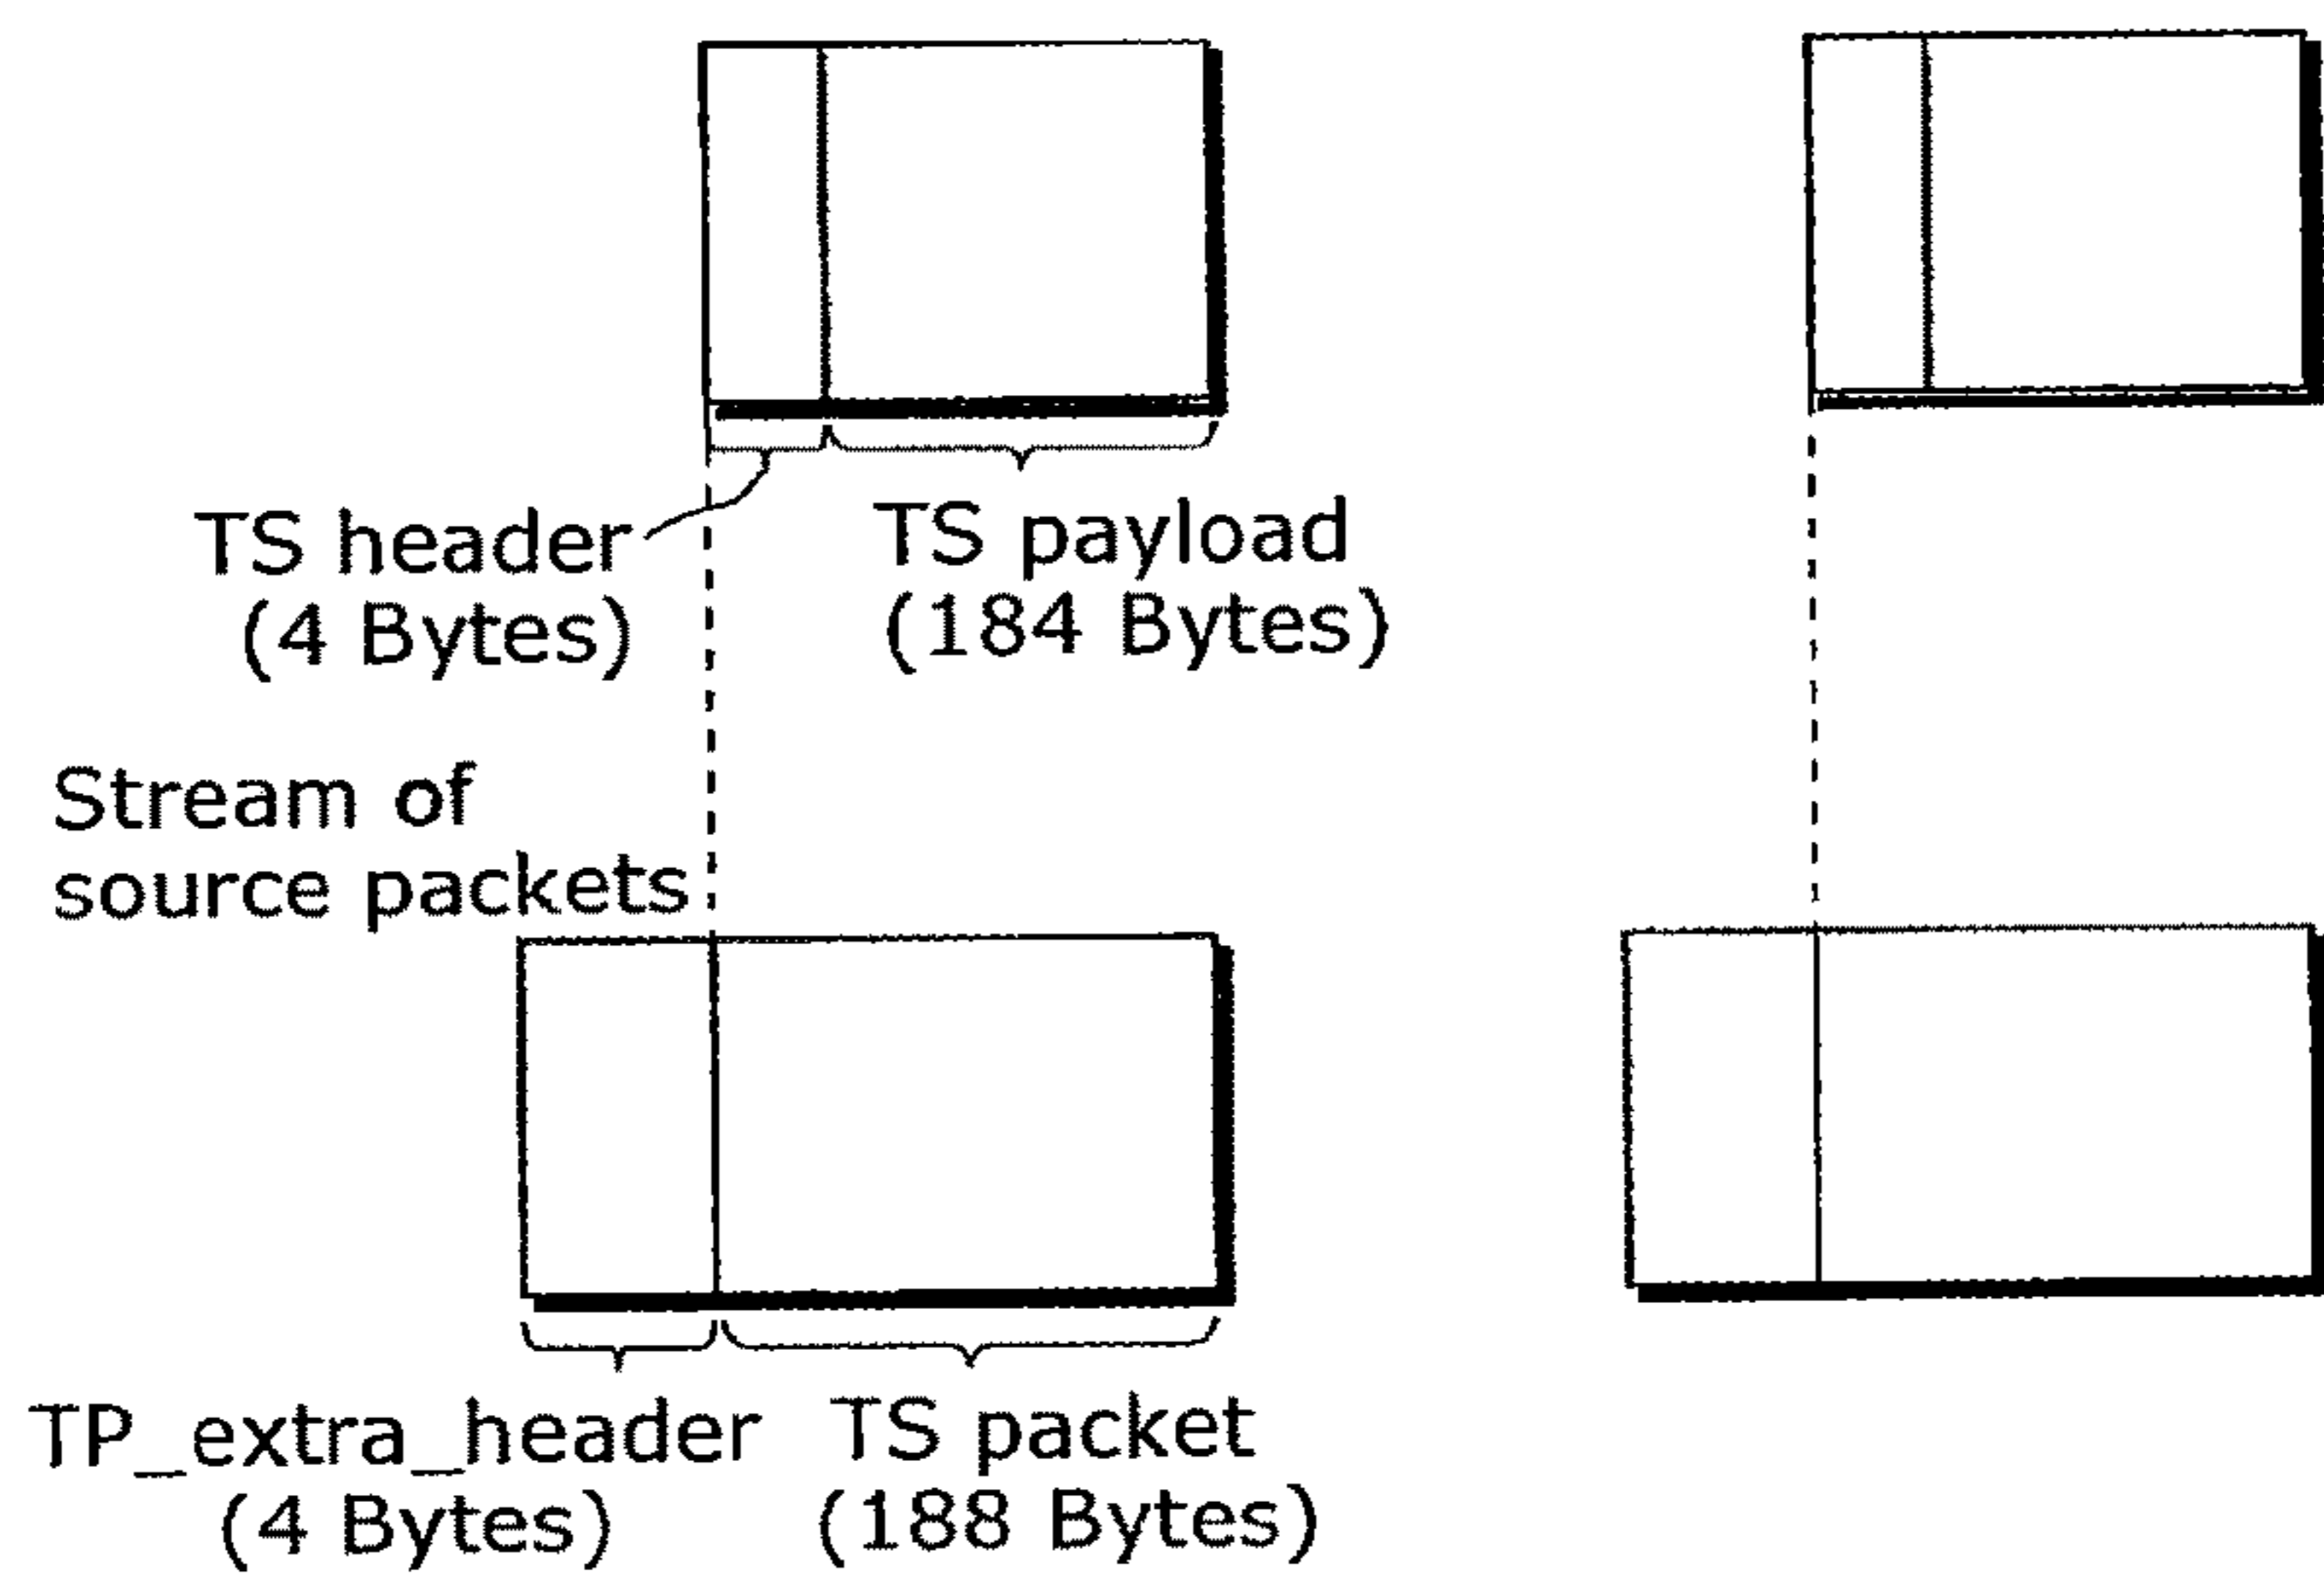 TS header
(4 Bytes)
TS payload
(184 Bytes)
Stream of
source packets
TP_extra_header
(4 Bytes)
TS packet
(188 Bytes)